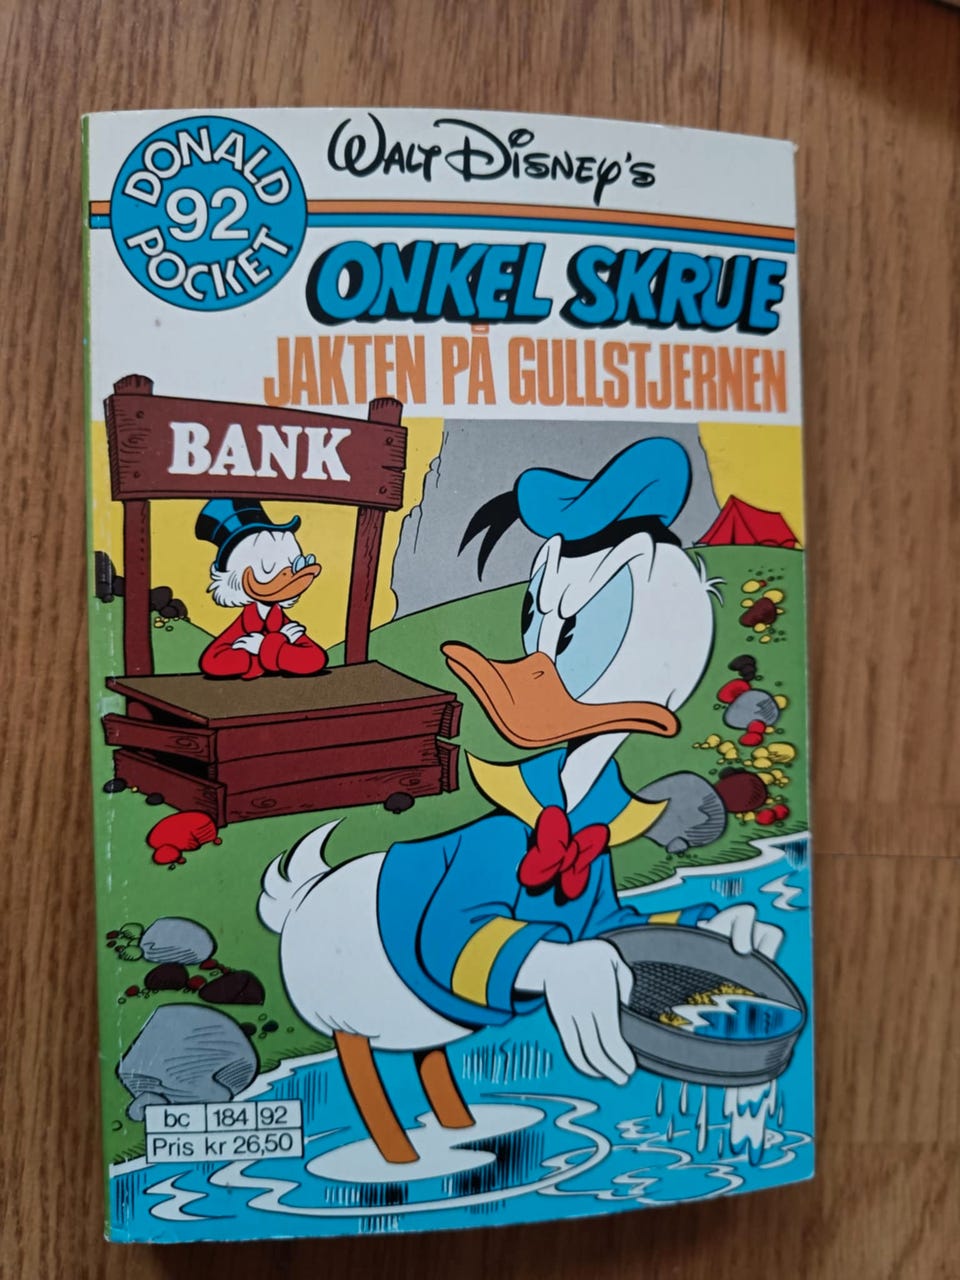 DONALD
92
POCKET
WALT DISNEY'S
ONKEL SKRUE
JAKTEN PÅ GULLSTJERNEN
BANK
bc 184 92
Pris kr 26,50